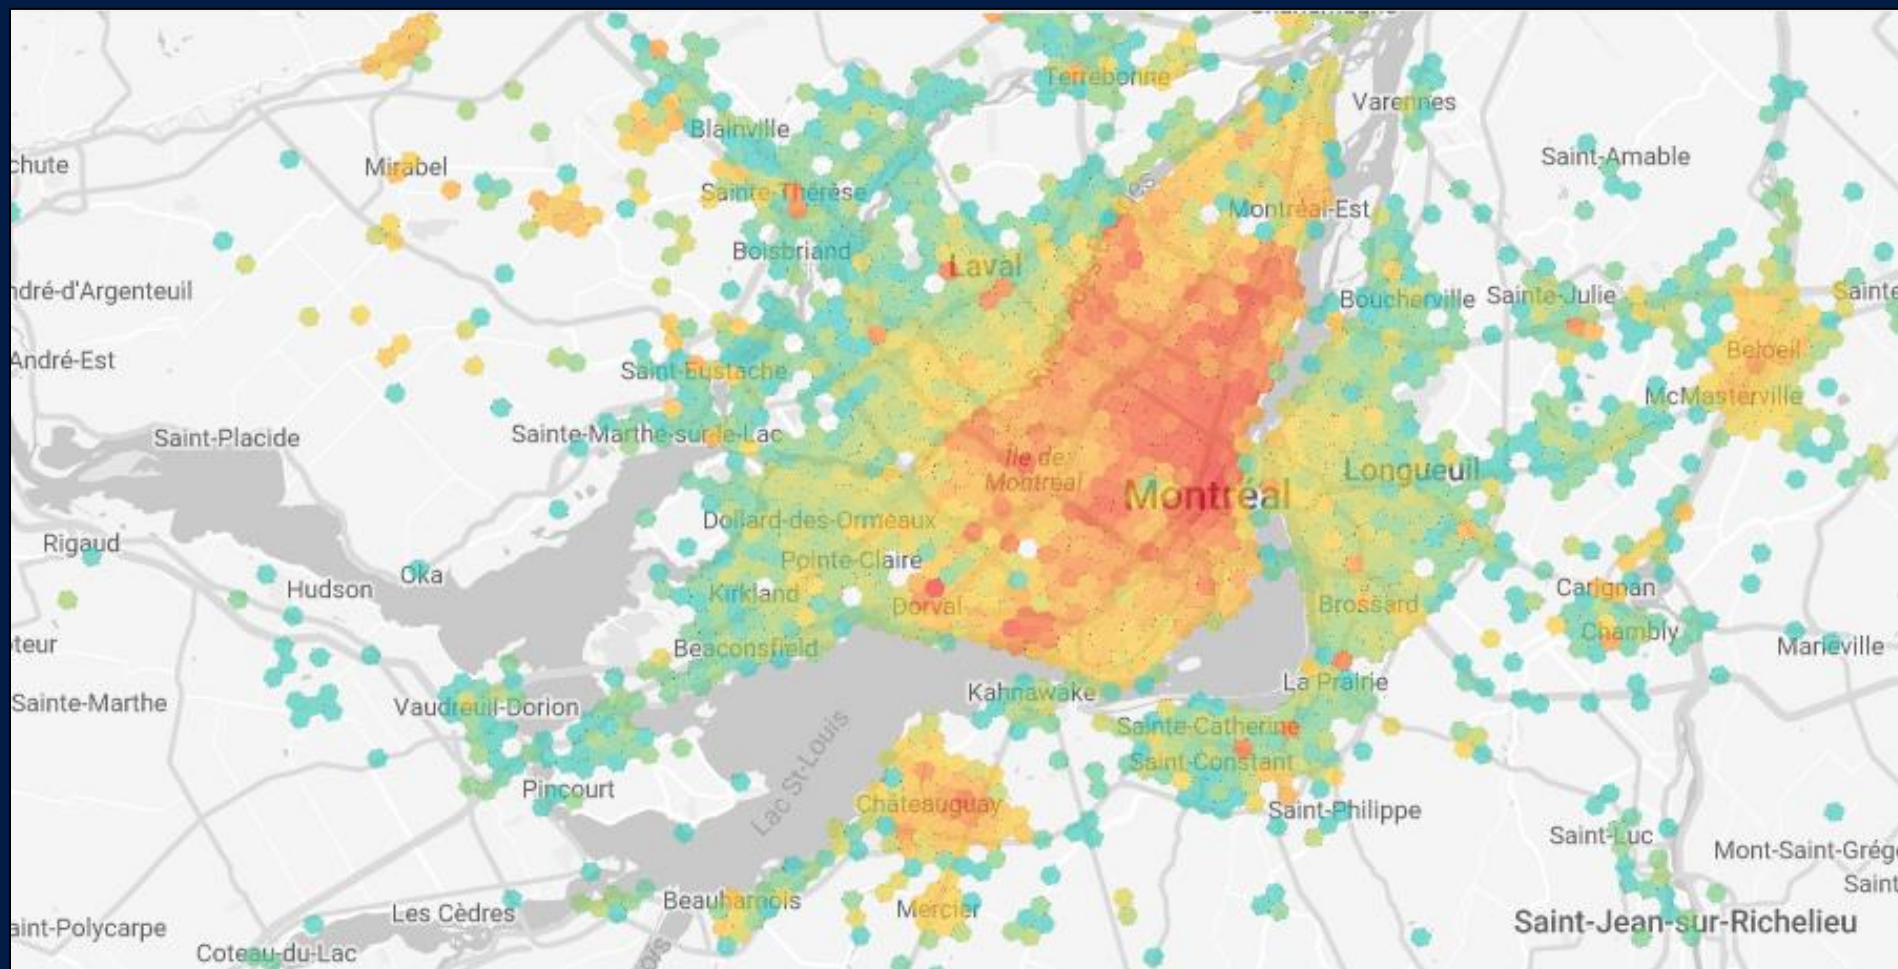 Terrebonne
Varennes
Blainville
Saint-Amable
chute
Mirabel
Sainte-Thérèse
Montréal-Est
Boisbriand
Laval
ndré-d'Argenteuil
Boucherville
Sainte-Julie
Sainte
André-Est
Saint-Eustache
Beloeil
McMasterville
Saint-Placide
Sainte-Marthe-sur-le-Lac
Île de
Montréal
Longueuil
Montréal
Dollard-des-Ormeaux
Rigaud
Pointe-Claire
Oka
Hudson
Kirkland
Dorval
Brossard
Carignan
Chambly
oteur
Beaconsfield
Marieville
Sainte-Marthe
Vaudreuil-Dorion
Kahnawake
La Prairie
Sainte-Catherine
Saint-Constant
Lac St-Louis
Pincourt
Châteauguay
Saint-Philippe
Saint-Luc
Mont-Saint-Grég
Saint
Beauharnois
Les Cèdres
Mercier
Saint-Jean-sur-Richelieu
aint-Polycarpe
Coteau-du-Lac